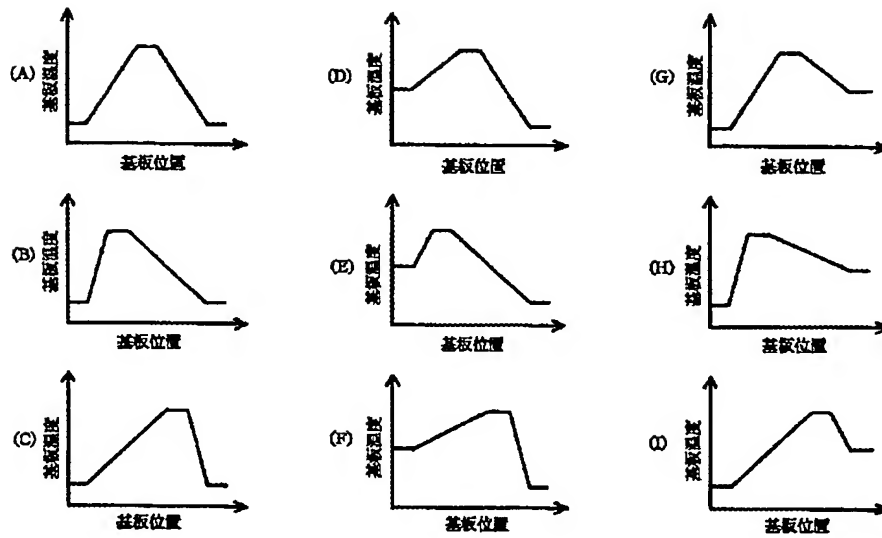 (A)
基板温度
基板位置
(D)
基板温度
基板位置
(G)
基板温度
基板位置
(B)
基板温度
基板位置
(E)
基板温度
基板位置
(H)
基板温度
基板位置
(C)
基板温度
基板位置
(F)
基板温度
基板位置
(I)
基板温度
基板位置